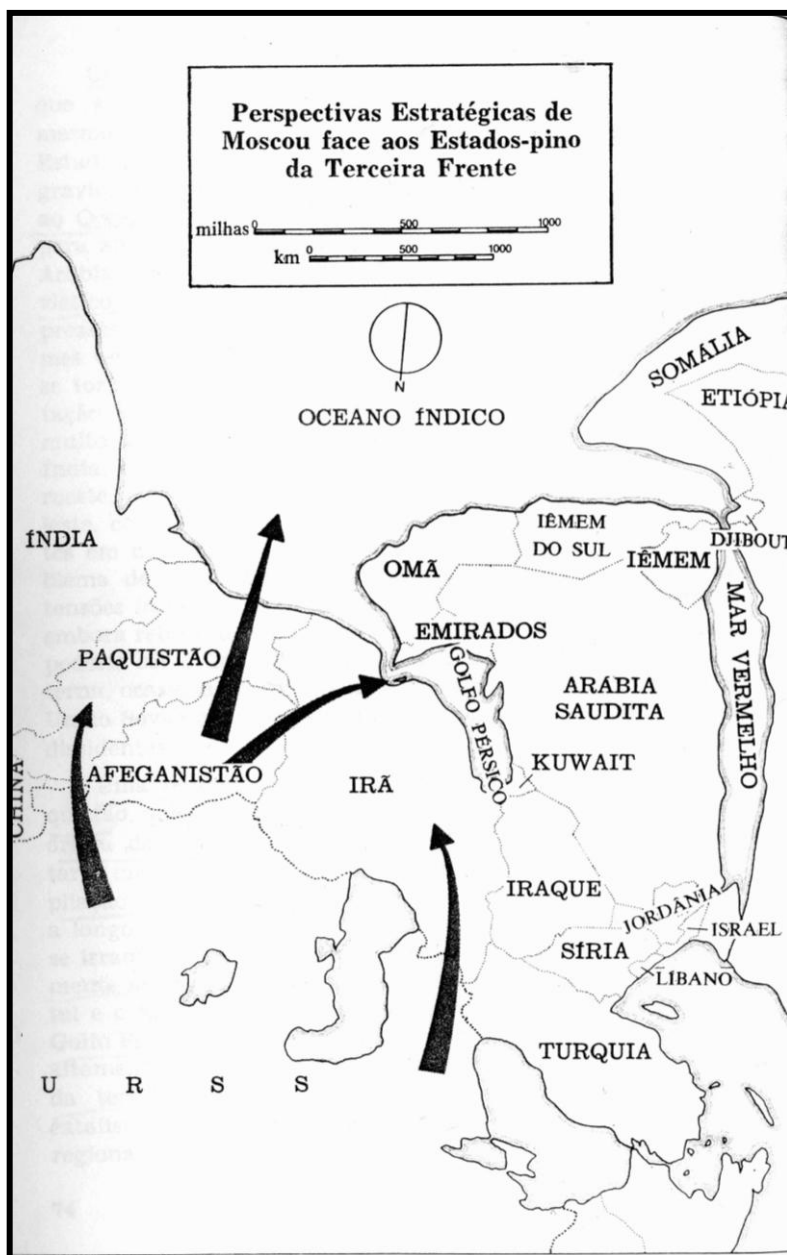 Perspectivas Estratégicas de
Moscou face aos Estados-pino
da Terceira Frente
milhas 0 500 1000
km 0 500 1000
N
OCEANO ÍNDICO
SOMÁLIA
ETIÓPIA
ÍNDIA
IÊMEM
DO SUL
IÊMEM
DJIBOUT
OMÃ
EMIRADOS
MAR VERMELHO
PAQUISTÃO
GOLFO PÉRSICO
ARÁBIA
SAUDITA
AFEGANISTÃO
KUWAIT
IRÃ
CHINA
IRAQUE
JORDÂNIA
ISRAEL
SÍRIA
LÍBANO
TURQUIA
U R S S
74